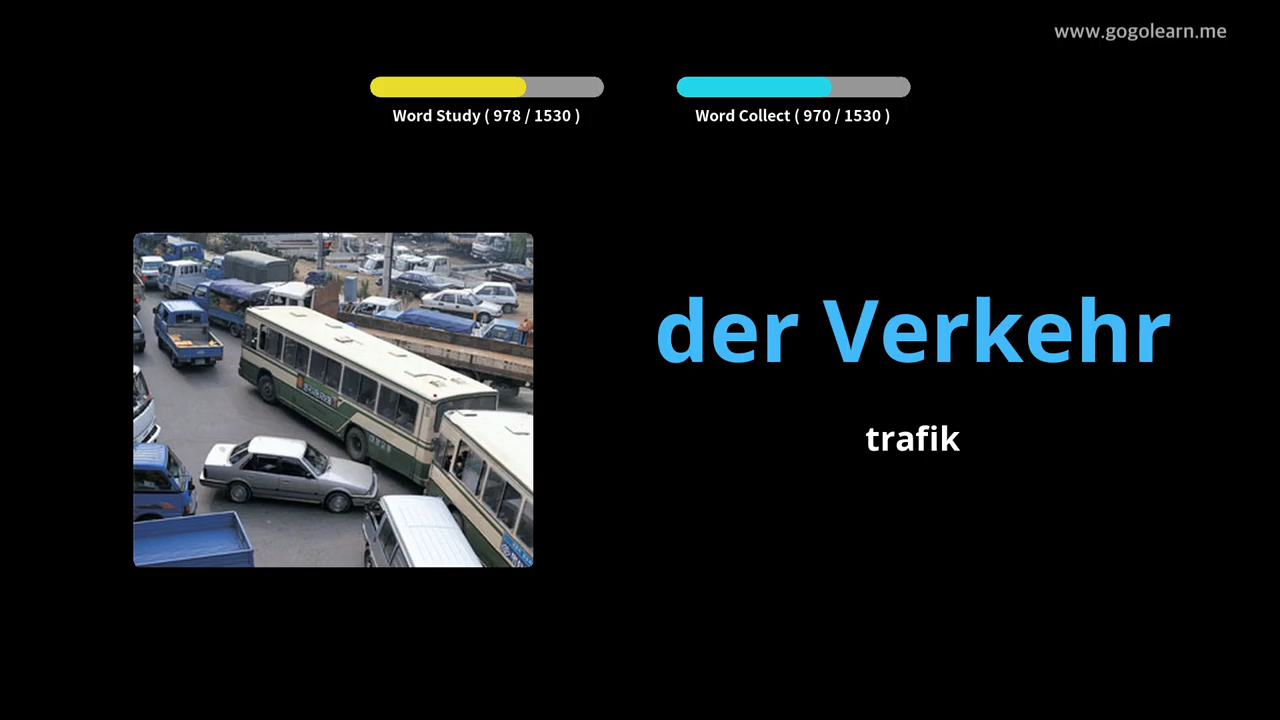 www.gogolearn.me
Word Study ( 978 / 1530 )
Word Collect ( 970 / 1530 )
der Verkehr
trafik